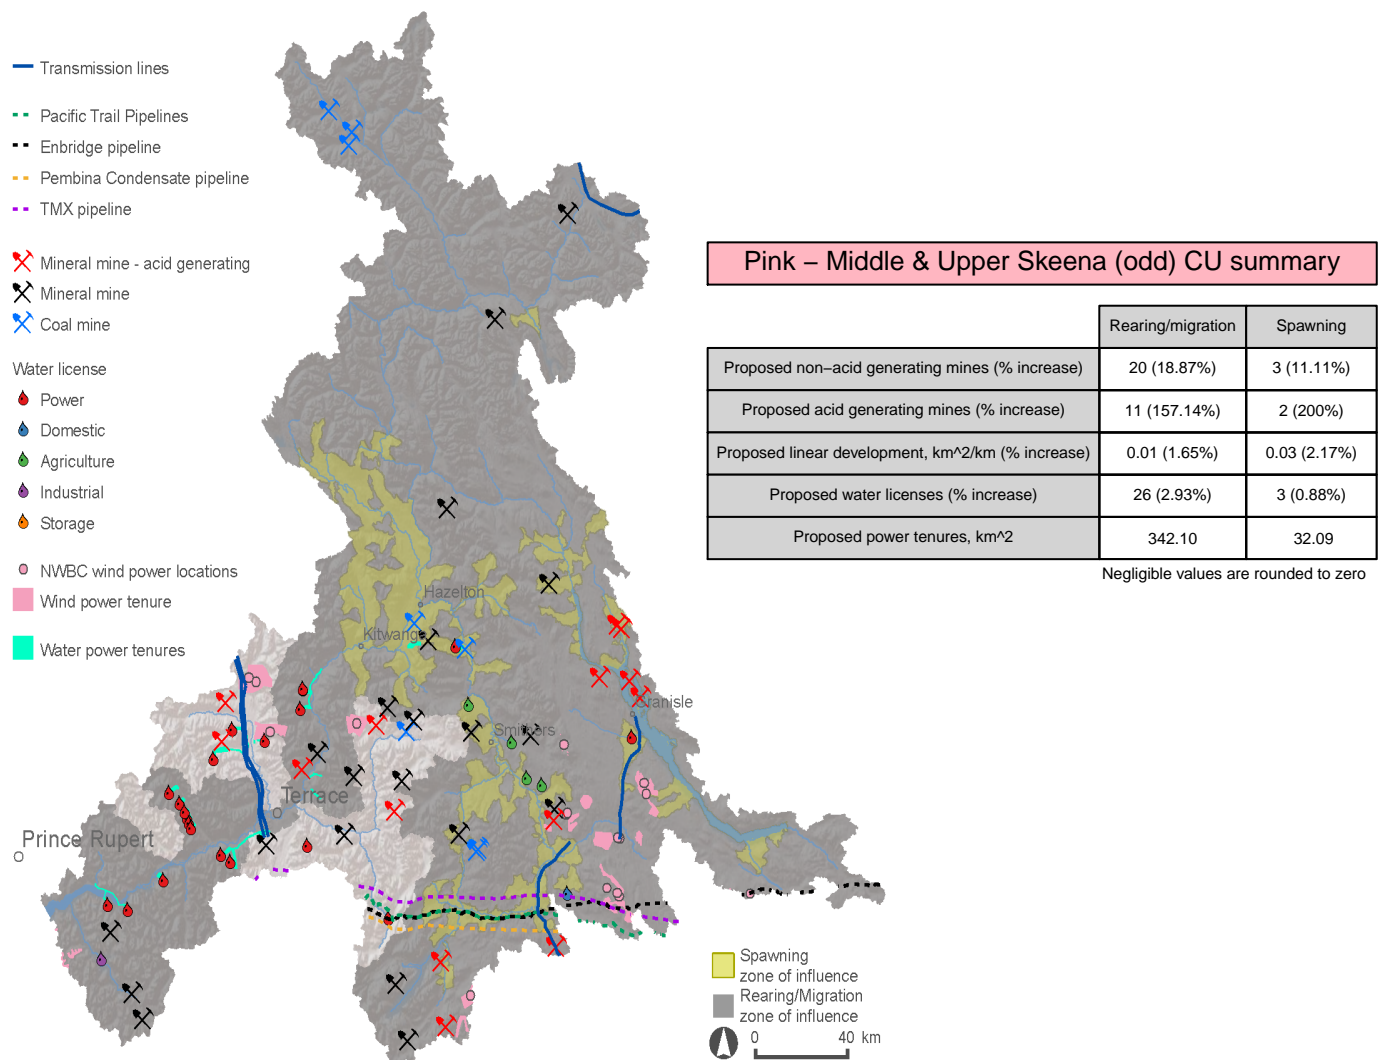 Transmission lines
Pacific Trail Pipelines
Enbridge pipeline
Pembina Condensate pipeline
TMX pipeline
Mineral mine - acid generating
Mineral mine
Coal mine
Water license
Power
Domestic
Agriculture
Industrial
Storage
NWBC wind power locations
Wind power tenure
Water power tenures
Hazelton
Kitwanga
Granisle
Smithers
Terrace
Prince Rupert
Pink – Middle & Upper Skeena (odd) CU summary
Rearing/migration Spawning
Proposed non–acid generating mines (% increase) 20 (18.87%) 3 (11.11%)
Proposed acid generating mines (% increase) 11 (157.14%) 2 (200%)
Proposed linear development, km^2/km (% increase) 0.01 (1.65%) 0.03 (2.17%)
Proposed water licenses (% increase) 26 (2.93%) 3 (0.88%)
Proposed power tenures, km^2 342.10 32.09
Negligible values are rounded to zero
Spawning
zone of influence
Rearing/Migration
zone of influence
0 40 km